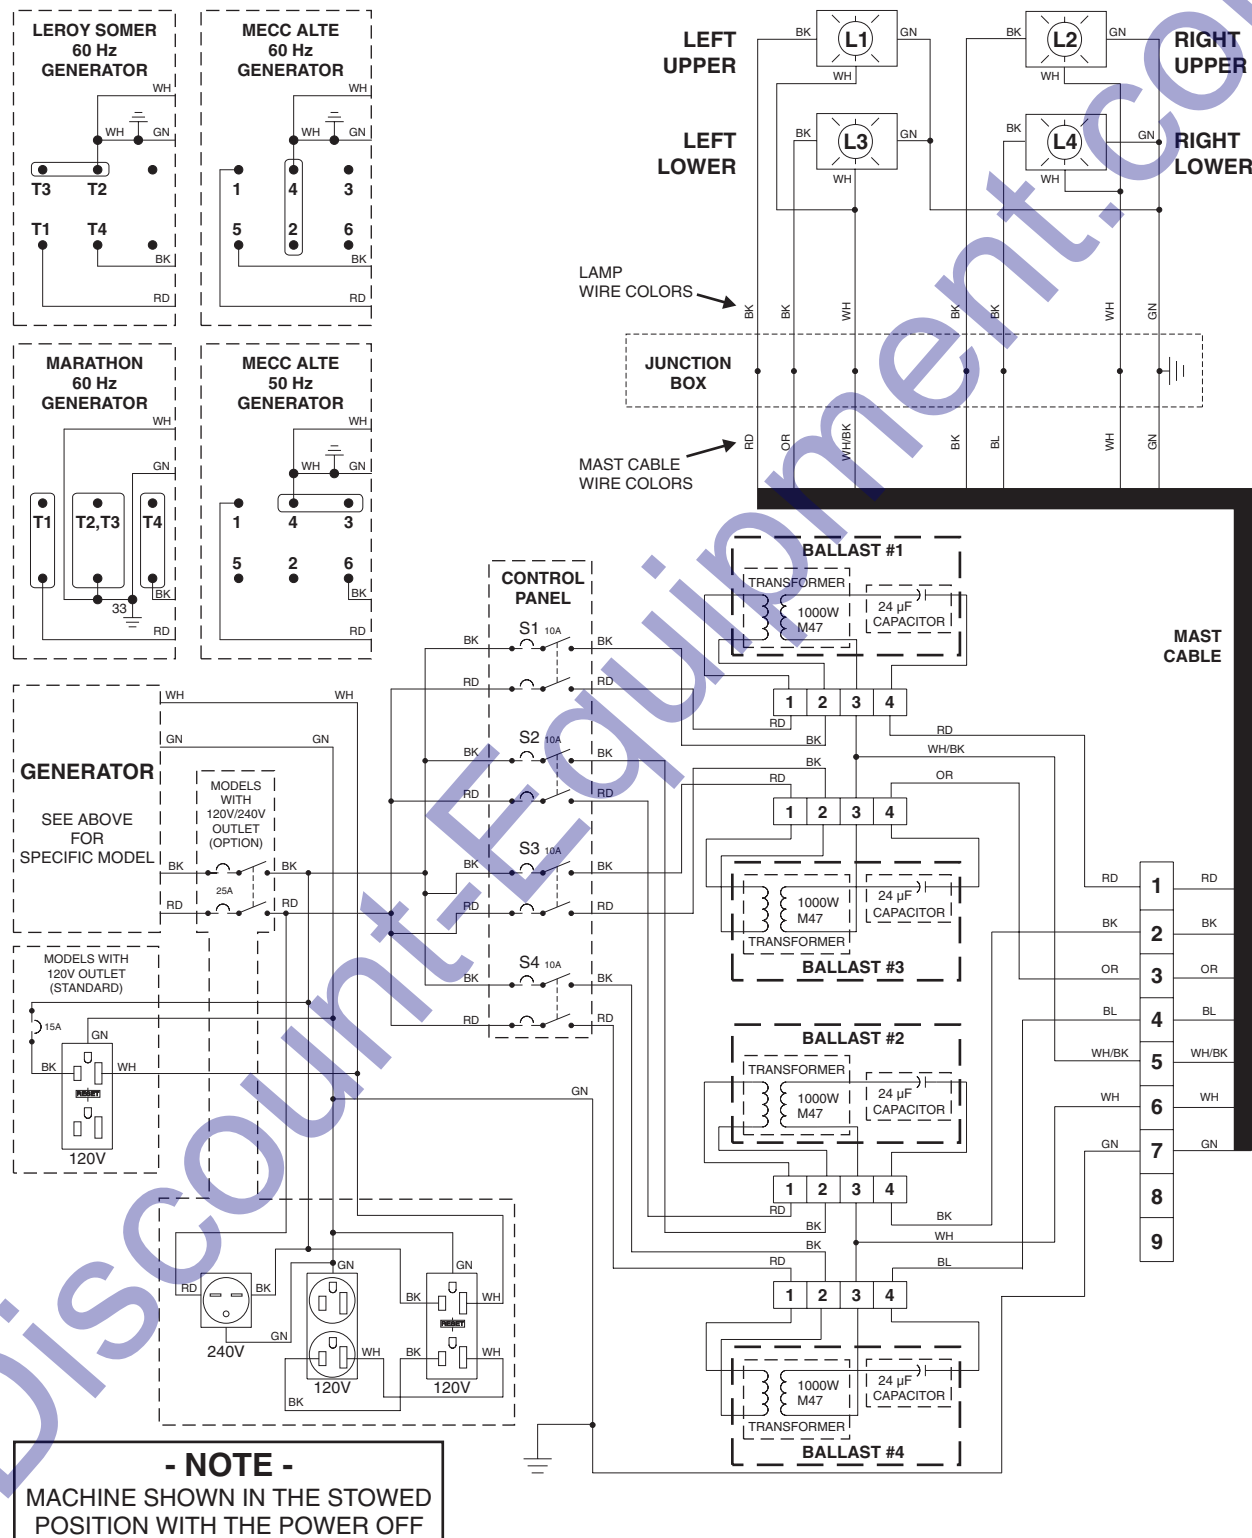 LEROY SOMER
60 Hz
GENERATOR
WH
WH
GN
T3
T2
T1
T4
BK
RD
MECC ALTE
60 Hz
GENERATOR
WH
WH
GN
1
4
3
5
2
6
BK
RD
MARATHON
60 Hz
GENERATOR
WH
GN
T1
T2,T3
T4
BK
33
RD
MECC ALTE
50 Hz
GENERATOR
WH
WH
GN
1
4
3
5
2
6
BK
RD
LEFT
UPPER
BK
L1
GN
WH
BK
L2
GN
WH
RIGHT
UPPER
LEFT
LOWER
BK
L3
GN
WH
BK
L4
GN
WH
RIGHT
LOWER
LAMP
WIRE COLORS
BK
BK
WH
BK
BK
WH
GN
JUNCTION
BOX
MAST CABLE
WIRE COLORS
RD
OR
WH/BK
BK
BL
WH
GN
MAST
CABLE
GENERATOR
SEE ABOVE
FOR
SPECIFIC MODEL
WH
WH
GN
GN
MODELS
WITH
120V/240V
OUTLET
(OPTION)
BK
BK
25A
RD
RD
MODELS WITH
120V OUTLET
(STANDARD)
15A
GN
BK
WH
RESET
120V
CONTROL
PANEL
S1 10A
BK
BK
RD
RD
S2 10A
BK
BK
RD
RD
S3 10A
BK
BK
RD
RD
S4 10A
BK
BK
RD
RD
GN
BALLAST #1
TRANSFORMER
1000W
M47
24 µF
CAPACITOR
1 2 3 4
RD
BK
RD
WH/BK
BK
RD
OR
1 2 3 4
1000W
M47
24 µF
CAPACITOR
TRANSFORMER
BALLAST #3
BALLAST #2
TRANSFORMER
1000W
M47
24 µF
CAPACITOR
1 2 3 4
RD
BK
BK
WH
BK
RD
BL
1 2 3 4
1000W
M47
24 µF
CAPACITOR
TRANSFORMER
BALLAST #4
RD 1 RD
BK 2 BK
OR 3 OR
BL 4 BL
WH/BK 5 WH/BK
WH 6 WH
GN 7 GN
8
9
RD
BK
240V
GN
GN
WH
120V
BK
GN
BK
WH
RESET
BK
WH
120V
- NOTE -
MACHINE SHOWN IN THE STOWED
POSITION WITH THE POWER OFF
Discount-Equipment.co